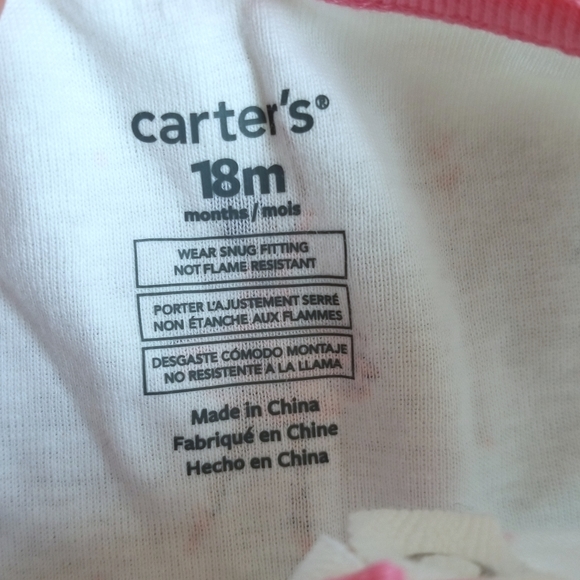 carter's®
18m
months/mois
WEAR SNUG FITTING
NOT FLAME RESISTANT
PORTER L'AJUSTEMENT SERRÉ
NON ÉTANCHE AUX FLAMMES
DESGASTE CÓMODO MONTAJE
NO RESISTENTE À LA LLAMA
Made in China
Fabriqué en Chine
Hecho en China